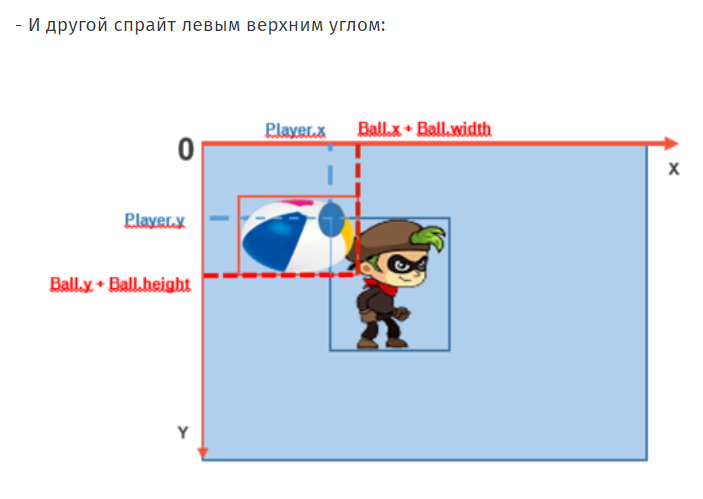 - И другой спрайт левым верхним углом:
Player.x
Ball.x + Ball.width
0
X
Player.y
Ball.y + Ball.height
Y